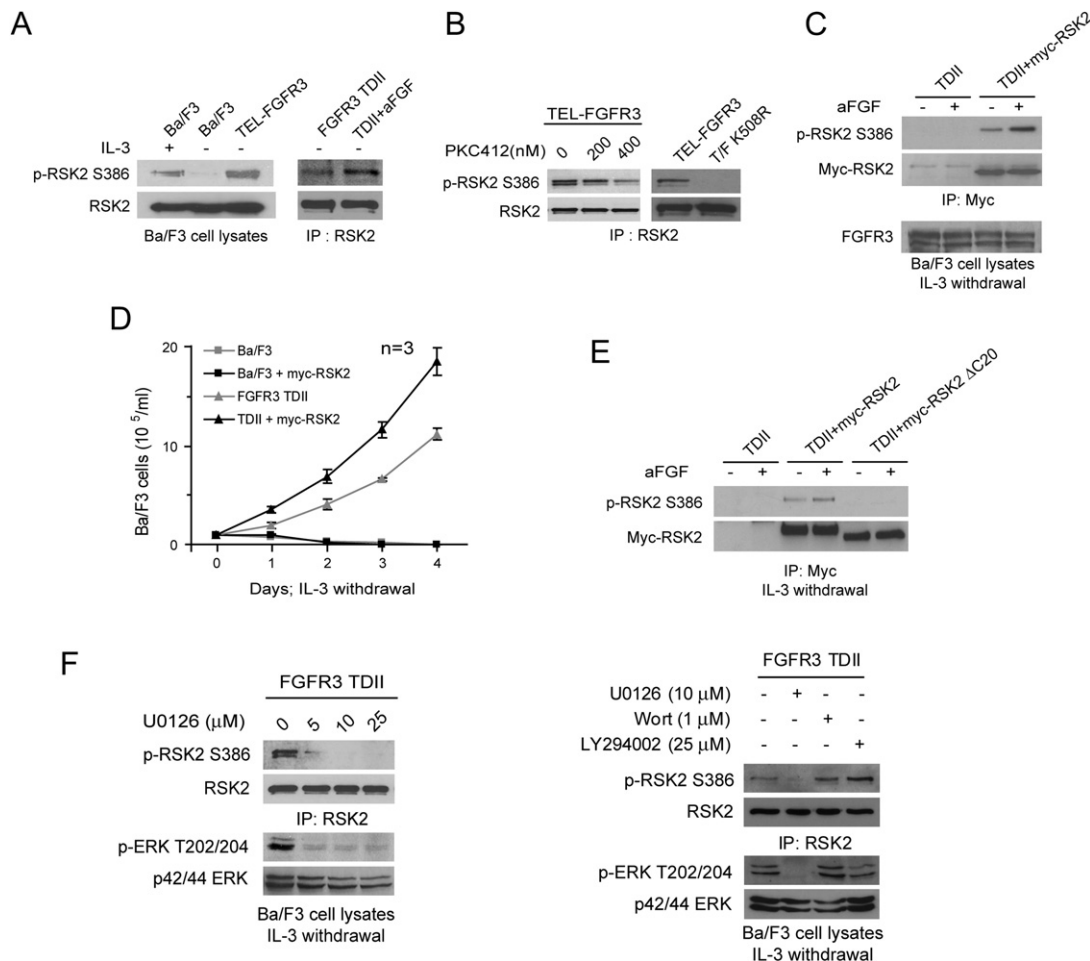 A
Ba/F3 Ba/F3 TEL-FGFR3 FGFR3 TDII TDII+aFGF
IL-3 + - - - -
p-RSK2 S386
RSK2
Ba/F3 cell lysates IP : RSK2
B
TEL-FGFR3 TEL-FGFR3 T/F K508R
PKC412(nM) 0 200 400
p-RSK2 S386
RSK2
IP : RSK2
C
TDII TDII+myc-RSK2
aFGF - + - +
p-RSK2 S386
Myc-RSK2
IP: Myc
FGFR3
Ba/F3 cell lysates
IL-3 withdrawal
D
n=3
Ba/F3
Ba/F3 + myc-RSK2
FGFR3 TDII
TDII + myc-RSK2
Ba/F3 cells (10 5/ml)
20
10
0
0 1 2 3 4
Days; IL-3 withdrawal
E
TDII TDII+myc-RSK2 TDII+myc-RSK2 ΔC20
aFGF - + - + - +
p-RSK2 S386
Myc-RSK2
IP: Myc
IL-3 withdrawal
F
FGFR3 TDII
U0126 (μM) 0 5 10 25
p-RSK2 S386
RSK2
IP: RSK2
p-ERK T202/204
p42/44 ERK
Ba/F3 cell lysates
IL-3 withdrawal
FGFR3 TDII
U0126 (10 μM) - + - -
Wort (1 μM) - - + -
LY294002 (25 μM) - - - +
p-RSK2 S386
RSK2
IP: RSK2
p-ERK T202/204
p42/44 ERK
Ba/F3 cell lysates
IL-3 withdrawal